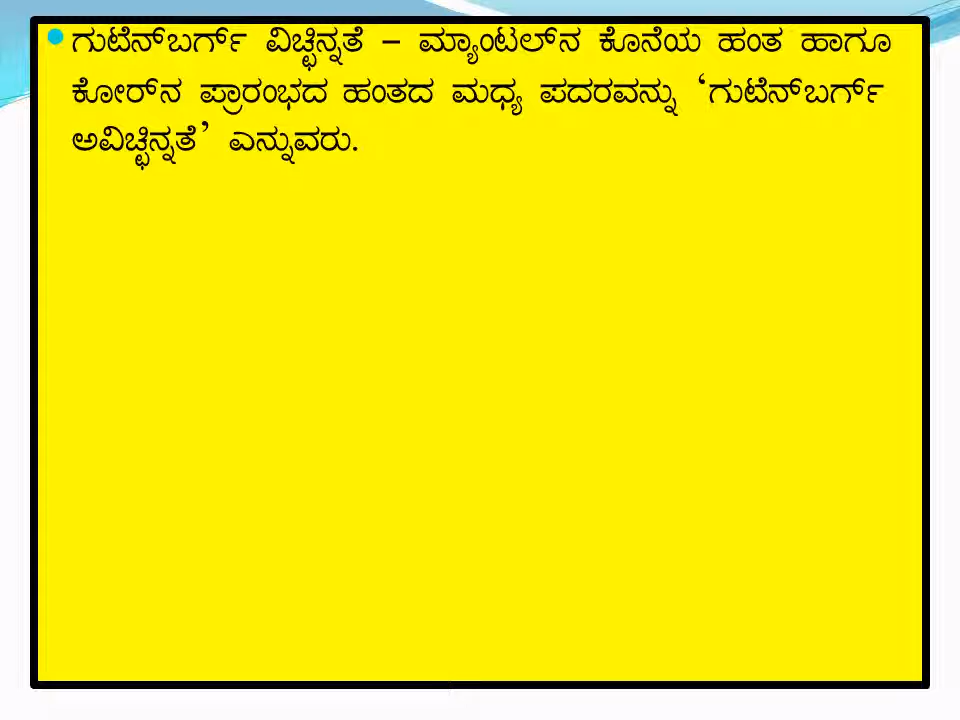 ಗುಟೆನ್‌ಬರ್ಗ್ ವಿಚ್ಛಿನ್ನತೆ – ಮ್ಯಾಂಟಲ್‌ನ ಕೊನೆಯ ಹಂತ ಹಾಗೂ
ಕೋರ್‌ನ ಪ್ರಾರಂಭದ ಹಂತದ ಮಧ್ಯ ಪದರವನ್ನು ‘ಗುಟೆನ್‌ಬರ್ಗ್
ಅವಿಚ್ಛಿನ್ನತೆ’ ಎನ್ನುವರು.